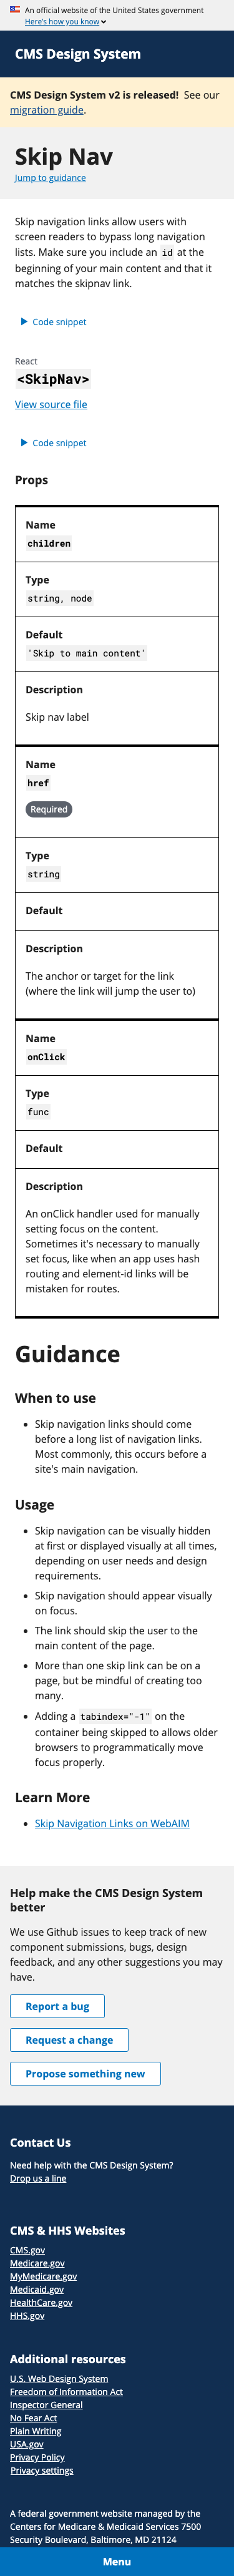 An official website of the United States government
Here's how you know
CMS Design System
CMS Design System v2 is released! See our
migration guide.
Skip Nav
Jump to guidance
Skip navigation links allow users with
screen readers to bypass long navigation
lists. Make sure you include an id at the
beginning of your main content and that it
matches the skipnav link.
Code snippet
React
<SkipNav>
View source file
Code snippet
Props
Name
children
Type
string, node
Default
'Skip to main content'
Description
Skip nav label
Name
href
Required
Type
string
Default
Description
The anchor or target for the link
(where the link will jump the user to)
Name
onClick
Type
func
Default
Description
An onClick handler used for manually
setting focus on the content.
Sometimes it's necessary to manually
set focus, like when an app uses hash
routing and element-id links will be
mistaken for routes.
Guidance
When to use
Skip navigation links should come
before a long list of navigation links.
Most commonly, this occurs before a
site's main navigation.
Usage
Skip navigation can be visually hidden
at first or displayed visually at all times,
depending on user needs and design
requirements.
Skip navigation should appear visually
on focus.
The link should skip the user to the
main content of the page.
More than one skip link can be on a
page, but be mindful of creating too
many.
Adding a tabindex="-1" on the
container being skipped to allows older
browsers to programmatically move
focus properly.
Learn More
Skip Navigation Links on WebAIM
Help make the CMS Design System
better
We use Github issues to keep track of new
component submissions, bugs, design
feedback, and any other suggestions you may
have.
Report a bug
Request a change
Propose something new
Contact Us
Need help with the CMS Design System?
Drop us a line
CMS & HHS Websites
CMS.gov
Medicare.gov
MyMedicare.gov
Medicaid.gov
HealthCare.gov
HHS.gov
Additional resources
U.S. Web Design System
Freedom of Information Act
Inspector General
No Fear Act
Plain Writing
USA.gov
Privacy Policy
Privacy settings
A federal government website managed by the
Centers for Medicare & Medicaid Services 7500
Security Boulevard, Baltimore, MD 21124
Menu